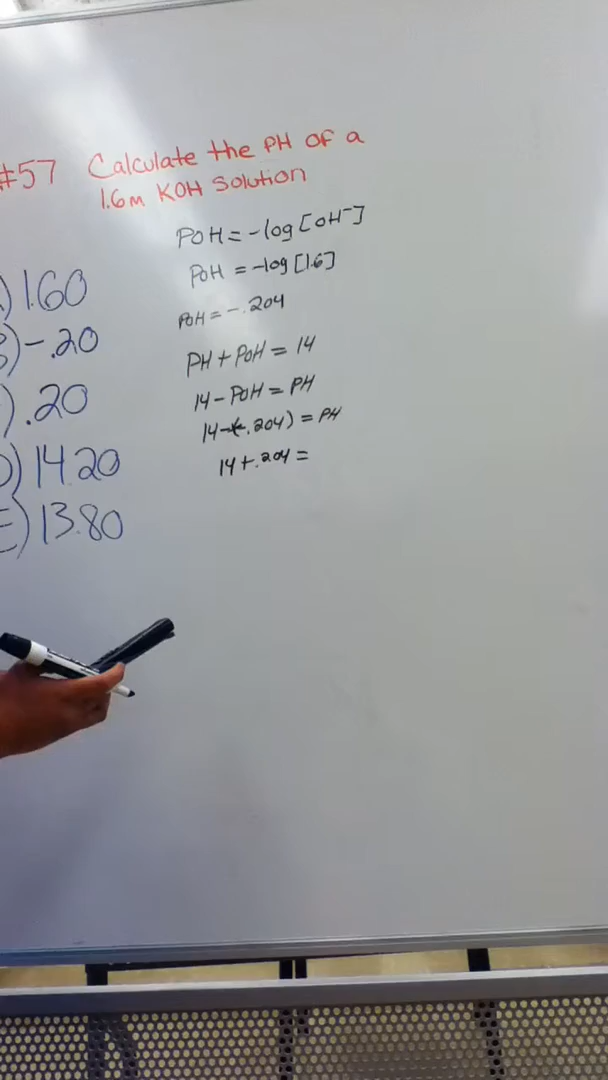 #57 Calculate the PH OF a
1.6M KOH Solution
POH = -log[OH⁻]
POH = -log[1.6]
POH = -.204
PH + POH = 14
14 - POH = PH
14-(-.204) = PH
14+.204 =
A) 1.60
B) -.20
C) .20
D) 14.20
E) 13.80